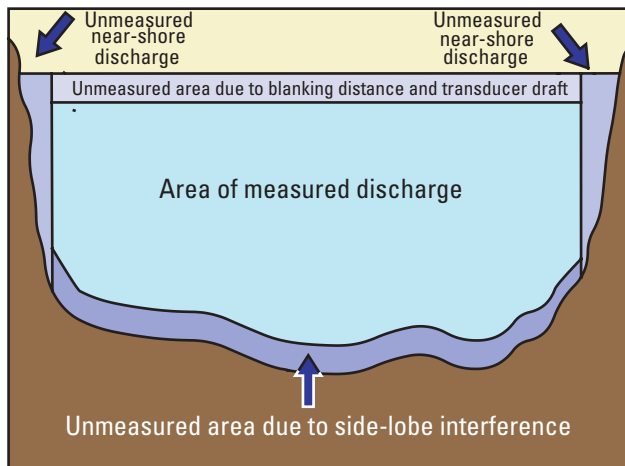 Unmeasured
near-shore
discharge
Unmeasured
near-shore
discharge
Unmeasured area due to blanking distance and transducer draft
Area of measured discharge
Unmeasured area due to side-lobe interference